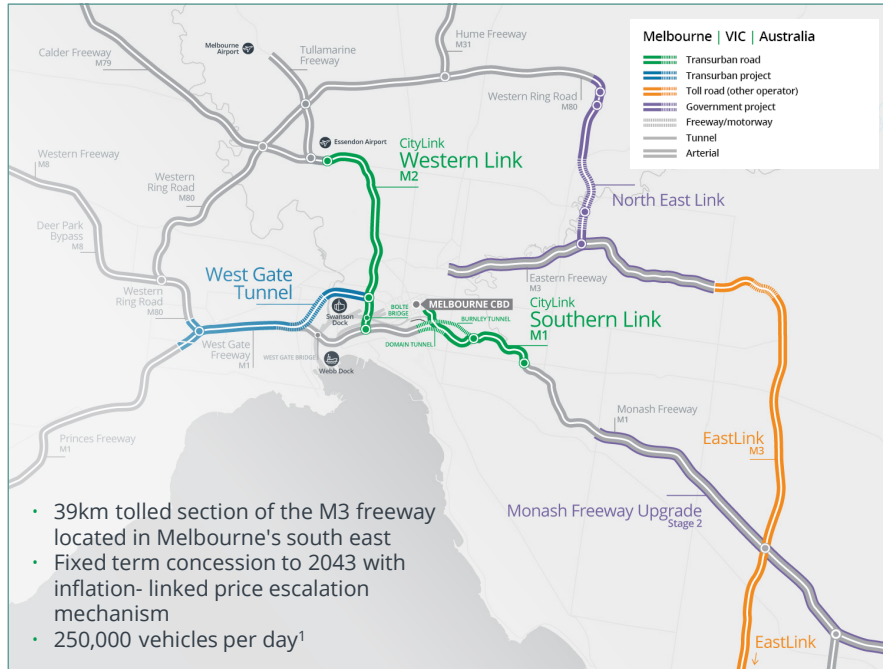 Melbourne | VIC | Australia
Transurban road
Transurban project
Toll road (other operator)
Government project
Freeway/motorway
Tunnel
Arterial
Calder Freeway
M79
Melbourne
Airport
Tullamarine
Freeway
Hume Freeway
M31
Western Ring Road
M80
Essendon Airport
CityLink
Western Link
M2
Western Freeway
M8
Western
Ring Road
M80
Deer Park
Bypass
M8
North East Link
Western
Ring Road
M80
West Gate
Tunnel
Swanson
Dock
BOLTE
BRIDGE
MELBOURNE CBD
Eastern Freeway
M3
CityLink
Southern Link
M1
BURNLEY TUNNEL
DOMAIN TUNNEL
West Gate
Freeway
M1
WEST GATE BRIDGE
Webb Dock
Princes Freeway
M1
Monash Freeway
M1
EastLink
M3
Monash Freeway Upgrade
Stage 2
EastLink
• 39km tolled section of the M3 freeway
located in Melbourne's south east
• Fixed term concession to 2043 with
inflation- linked price escalation
mechanism
• 250,000 vehicles per day1